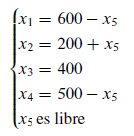 x₁ = 600 − x₅
x₂ = 200 + x₅
x₃ = 400
x₄ = 500 − x₅
x₅ es libre